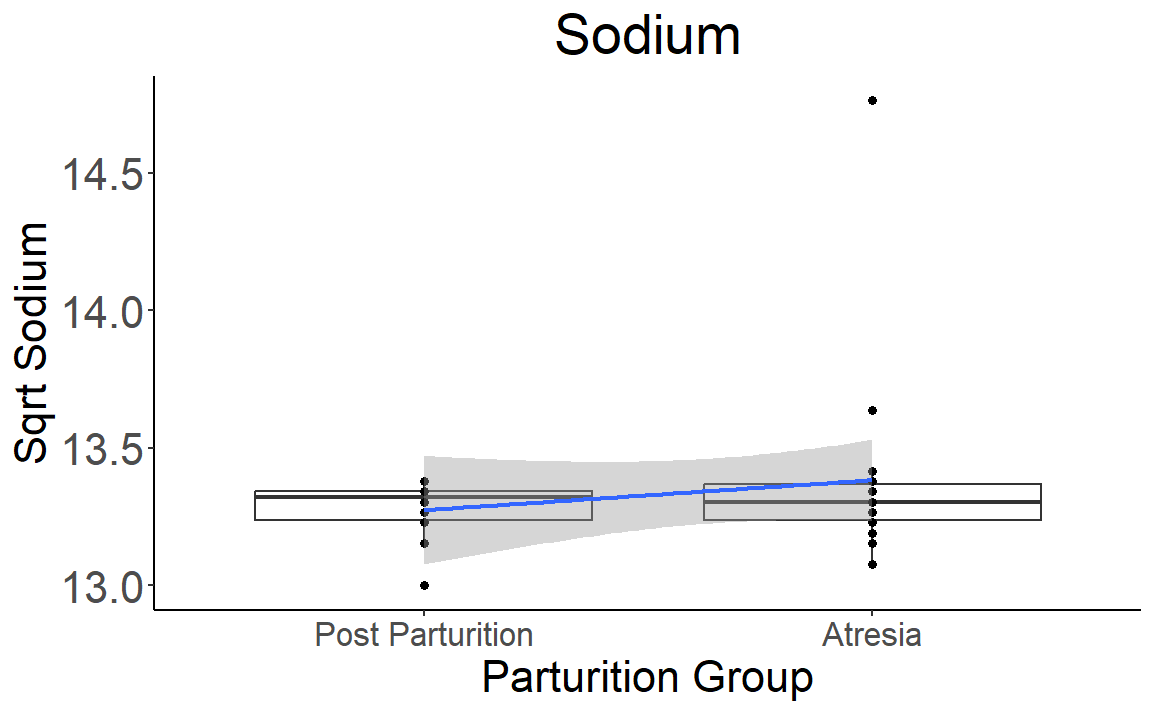 Sodium
Sqrt Sodium
14.5
14.0
13.5
13.0
Post Parturition Atresia
Parturition Group